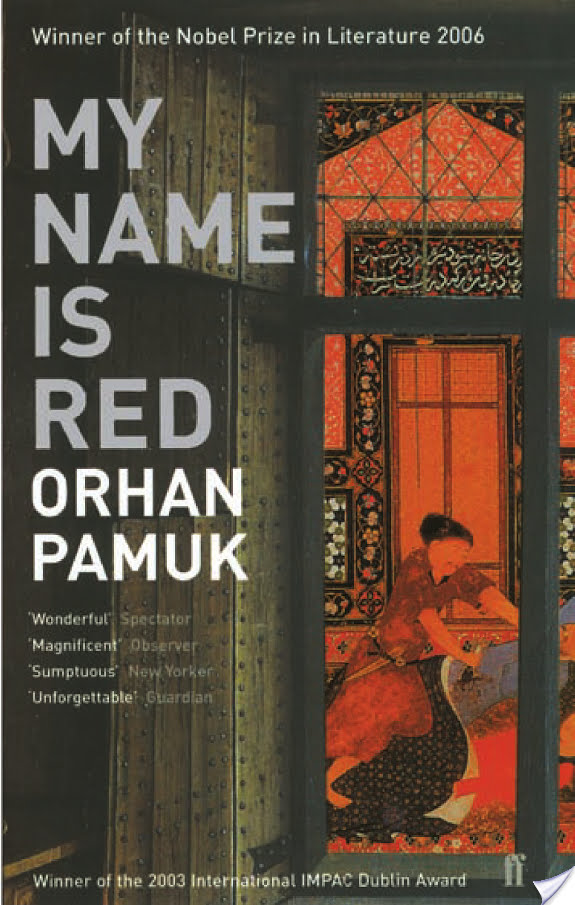 Winner of the Nobel Prize in Literature 2006
MY
NAME
IS
RED
ORHAN
PAMUK
'Wonderful' Spectator
'Magnificent' Observer
'Sumptuous' New Yorker
'Unforgettable' Guardian
ff
Winner of the 2003 International IMPAC Dublin Award